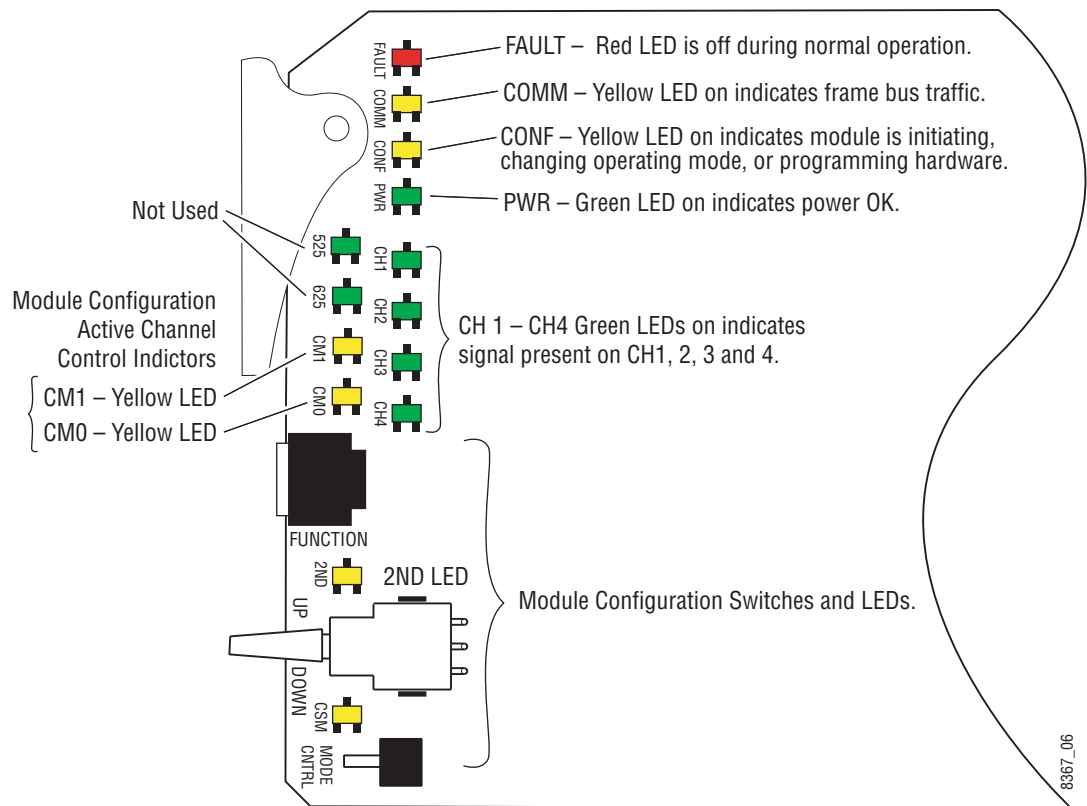 FAULT
FAULT – Red LED is off during normal operation.
COMM
COMM – Yellow LED on indicates frame bus traffic.
CONF
CONF – Yellow LED on indicates module is initiating,
changing operating mode, or programming hardware.
PWR
PWR – Green LED on indicates power OK.
Not Used
525
CH1
625
CH2
Module Configuration
Active Channel
Control Indictors
CM1
CH3
CH 1 – CH4 Green LEDs on indicates
signal present on CH1, 2, 3 and 4.
CM1 – Yellow LED
CM0
CH4
CM0 – Yellow LED
FUNCTION
2ND
2ND LED
UP
Module Configuration Switches and LEDs.
DOWN
CSM
MODE
CNTRL
8367_06